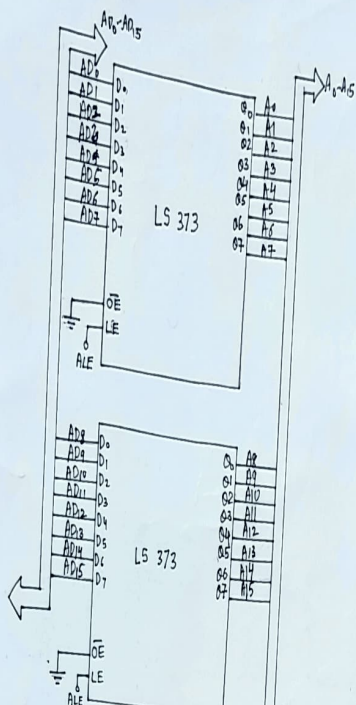 AD₀-AD₁₅
A₀-A₁₅
AD₀ D₀ Q₀ A₀
AD1 D₁ Q₁ A1
AD2 D₂ Q2 A2
AD3 D₃ Q3 A3
AD4 D₄ Q4 A4
AD5 D₅ Q5 A5
AD6 D₆ Q6 A6
AD7 D₇ Q7 A7
LS 373
O̅E̅
LE
ALE
AD8 D₀ Q₀ A8
AD9 D₁ Q₁ A9
AD10 D₂ Q2 A10
AD11 D₃ Q3 A11
AD12 D₄ Q4 A12
AD13 D₅ Q5 A13
AD14 D₆ Q6 A14
AD15 D₇ Q7 A15
LS 373
O̅E̅
LE
ALE